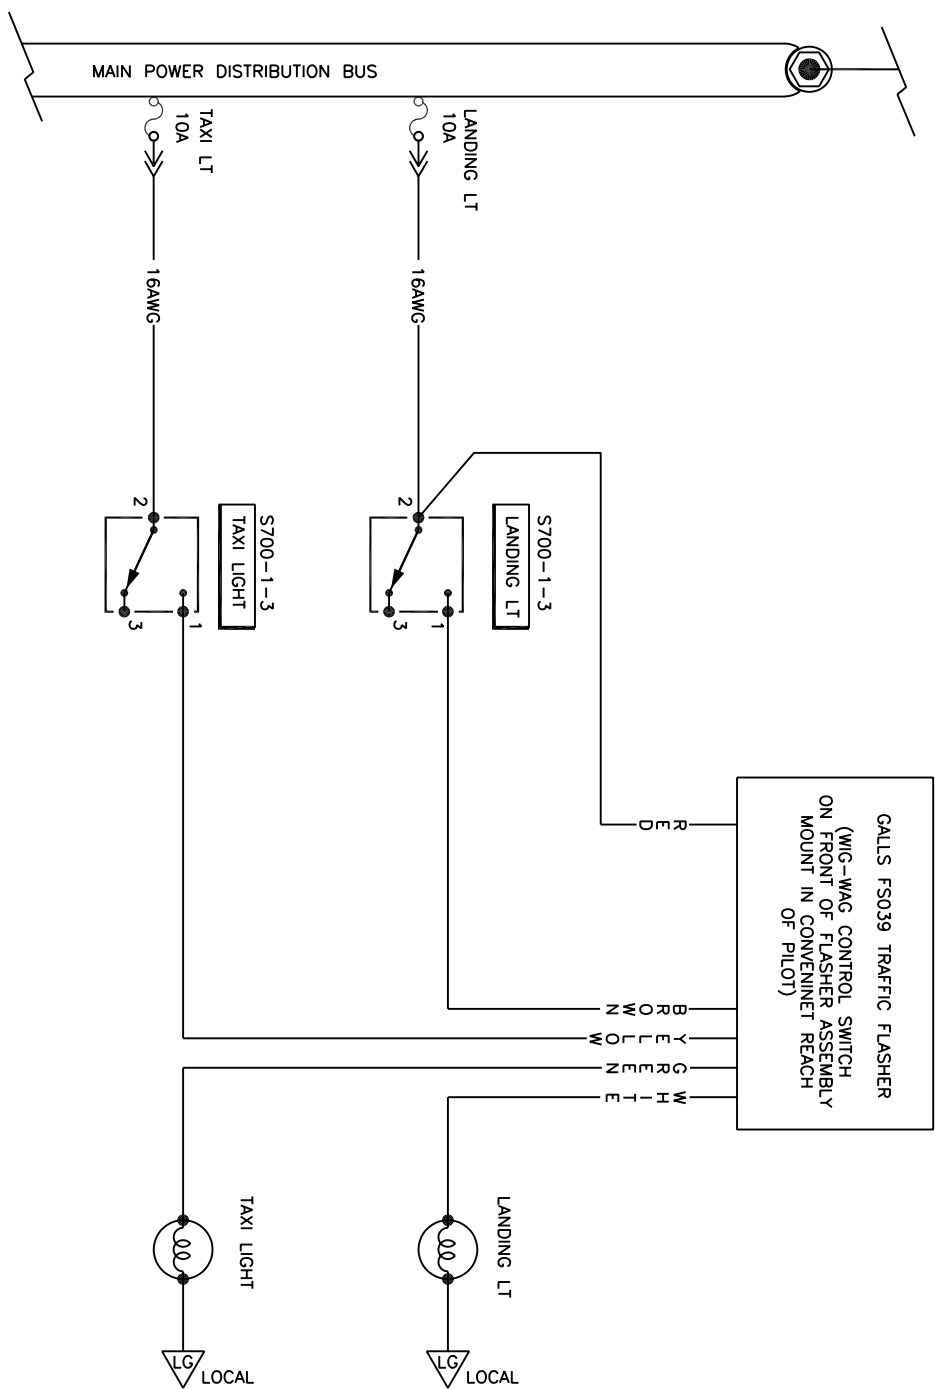 MAIN POWER DISTRIBUTION BUS
TAXI LT
10A
LANDING LT
10A
16AWG
16AWG
2
2
S700-1-3
TAXI LIGHT
S700-1-3
LANDING LT
3
1
3
1
GALLS FS039 TRAFFIC FLASHER
(WIG-WAG CONTROL SWITCH
ON FRONT OF FLASHER ASSEMBLY
MOUNT IN CONVENINET REACH
OF PILOT)
RED
BROWN
YELLOW
GREEN
WHITE
TAXI LIGHT
LANDING LT
LG
LOCAL
LG
LOCAL